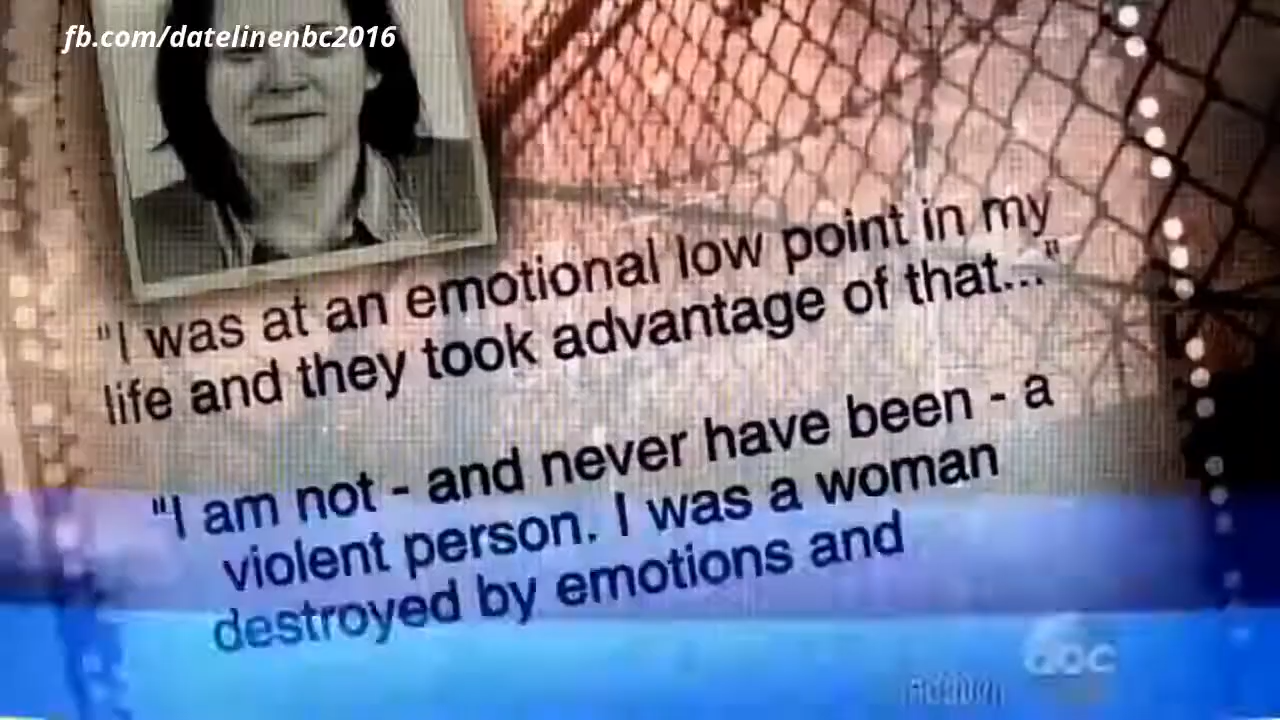 fb.com/datelinenbc2016
"I was at an emotional low point in my
life and they took advantage of that..."
"I am not - and never have been - a
violent person. I was a woman
destroyed by emotions and
abc